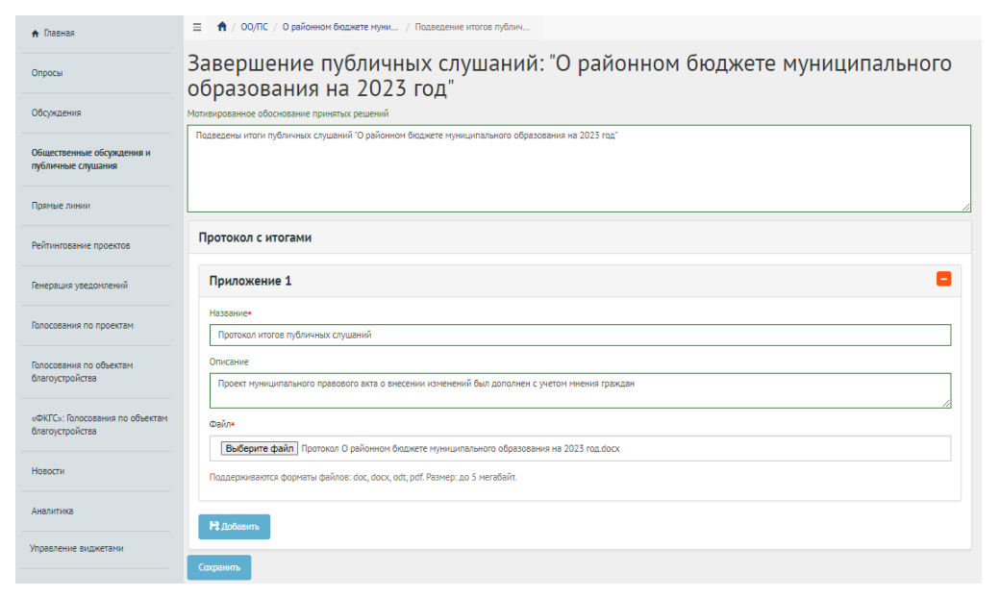 Главная
Опросы
Обсуждения
Общественные обсуждения и
публичные слушания
Прямые линии
Рейтингование проектов
Генерация уведомлений
Голосования по проектам
Голосования по объектам
благоустройства
«ФКГС»: Голосования по объектам
благоустройства
Новости
Аналитика
Управление виджетами
/ ОО/ПС / О районном бюджете муни... / Подведение итогов публич...
Завершение публичных слушаний: "О районном бюджете муниципального
образования на 2023 год"
Мотивированное обоснование принятых решений
Подведены итоги публичных слушаний "О районном бюджете муниципального образования на 2023 год"
Протокол с итогами
Приложение 1
Название*
Протокол итогов публичных слушаний
Описание
Проект муниципального правового акта о внесении изменений был дополнен с учетом мнения граждан
Файл*
Выберите файл Протокол О районном бюджете муниципального образования на 2023 год.docx
Поддерживаются форматы файлов: doc, docx, odt, pdf. Размер: до 5 мегабайт.
Добавить
Сохранить